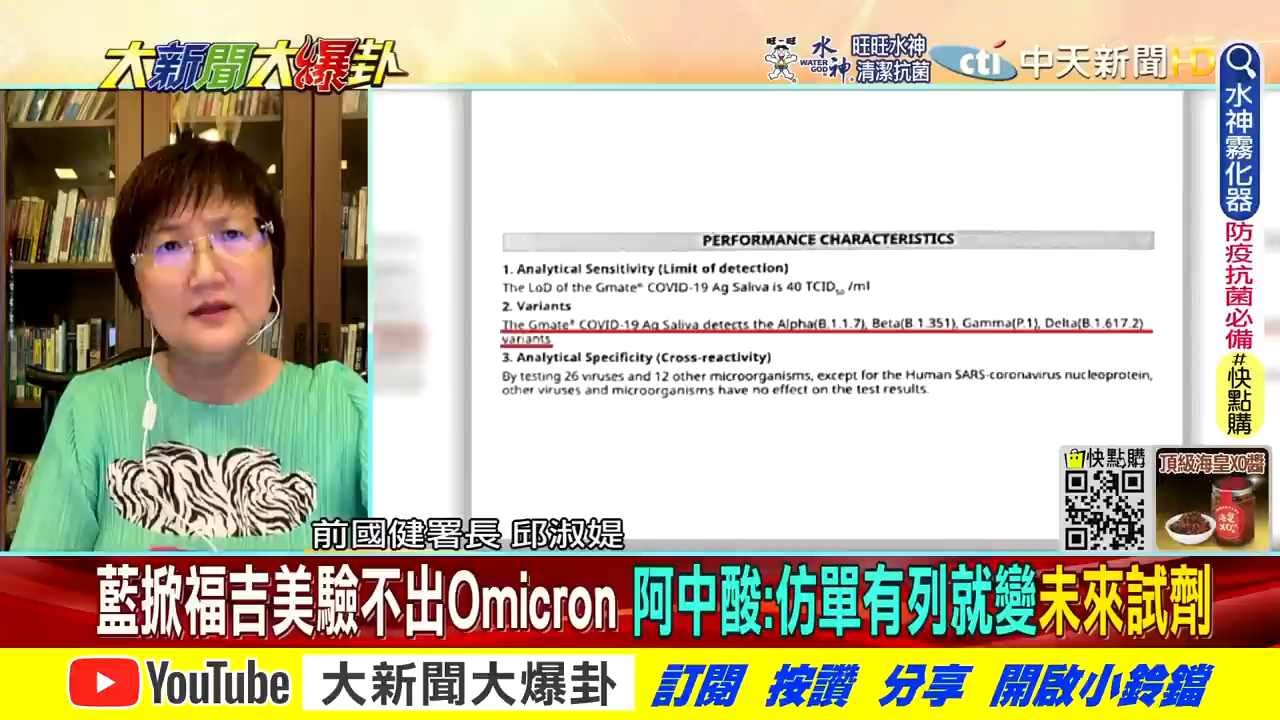 大新聞大爆卦
旺一旺
水神
WATER GOD
旺旺水神
清潔抗菌
cti 中天新聞HD
水神霧化器
防疫抗菌必備
#快點購
PERFORMANCE CHARACTERISTICS
1. Analytical Sensitivity (Limit of detection)
The LoD of the Gmate® COVID-19 Ag Saliva is 40 TCID50 /ml
2. Variants
The Gmate® COVID-19 Ag Saliva detects the Alpha(B.1.1.7), Beta(B.1.351), Gamma(P.1), Delta(B.1.617.2)
variants
3. Analytical Specificity (Cross-reactivity)
By testing 26 viruses and 12 other microorganisms, except for the Human SARS-coronavirus nucleoprotein,
other viruses and microorganisms have no effect on the test results.
快點購
頂級海皇XO醬
前國健署長 邱淑媞
藍掀福吉美驗不出Omicron 阿中酸:仿單有列就變未來試劑
YouTube 大新聞大爆卦 訂閱 按讚 分享 開啟小鈴鐺